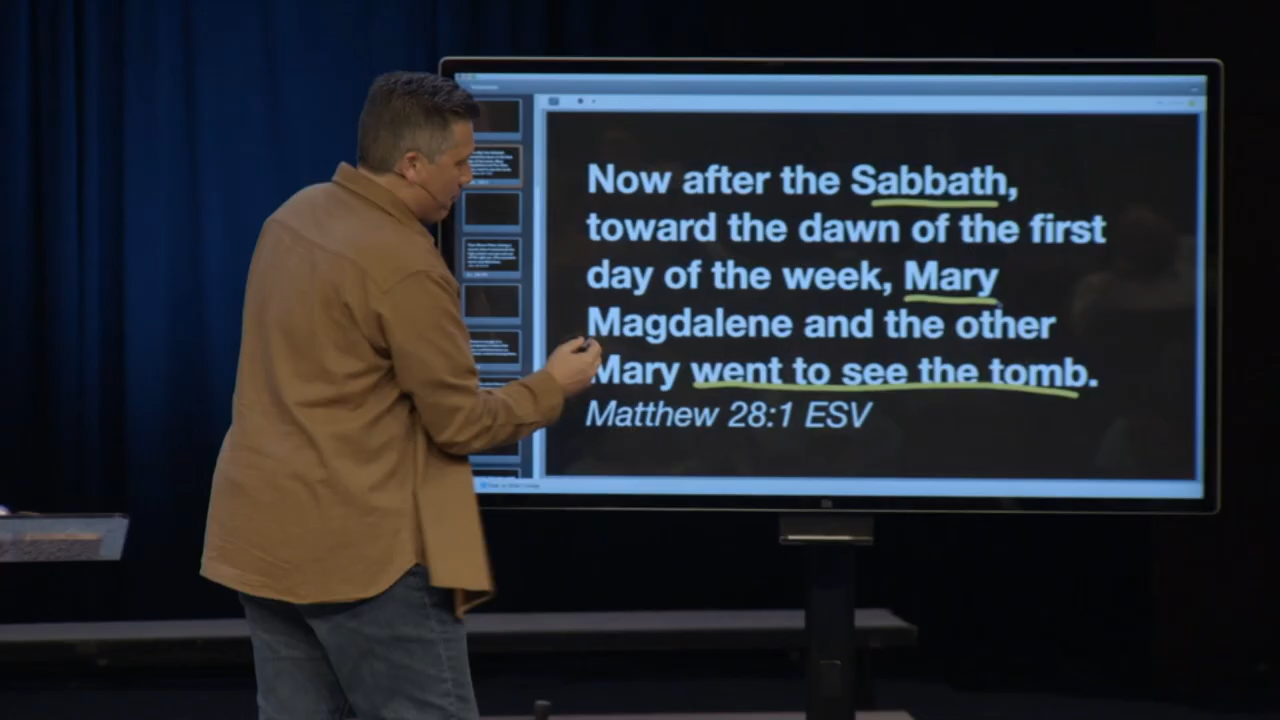 Now after the Sabbath,
toward the dawn of the first
day of the week, Mary
Magdalene and the other
Mary went to see the tomb.
Matthew 28:1 ESV